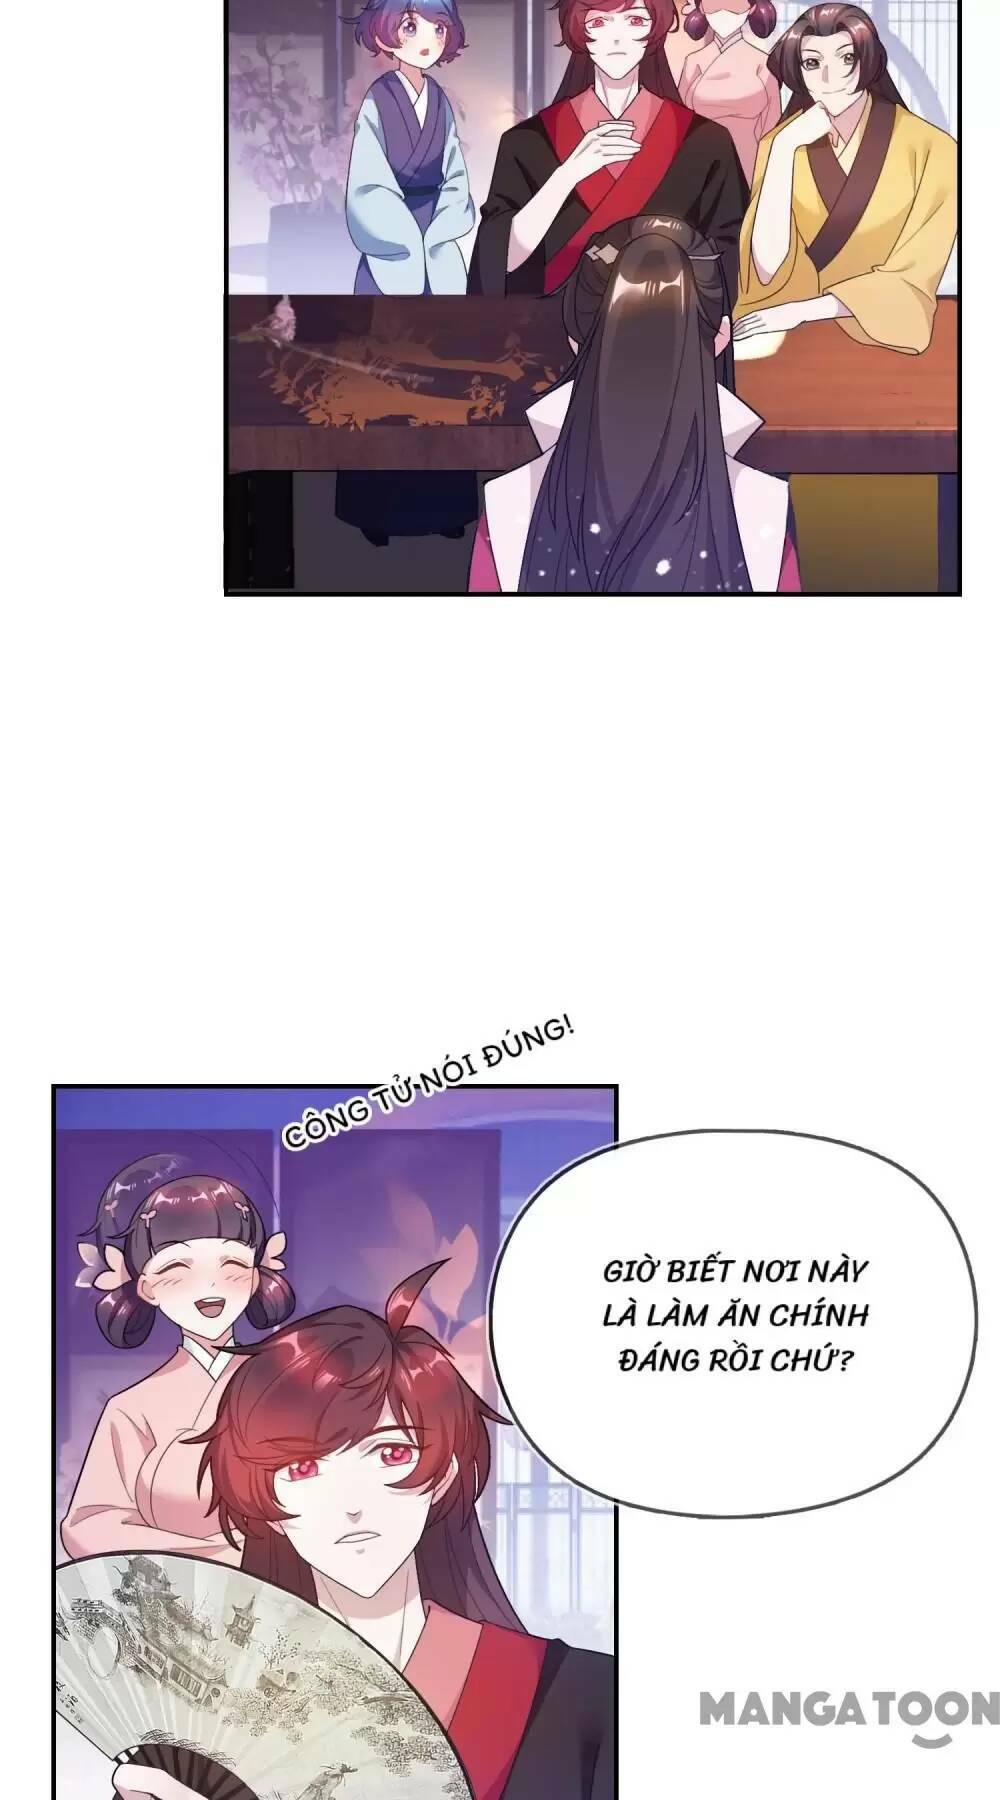 CÔNG TỬ NÓI ĐÚNG!
GIỜ BIẾT NƠI NÀY
LÀ LÀM ĂN CHÍNH
ĐÁNG RỒI CHỨ?
MANGATOON